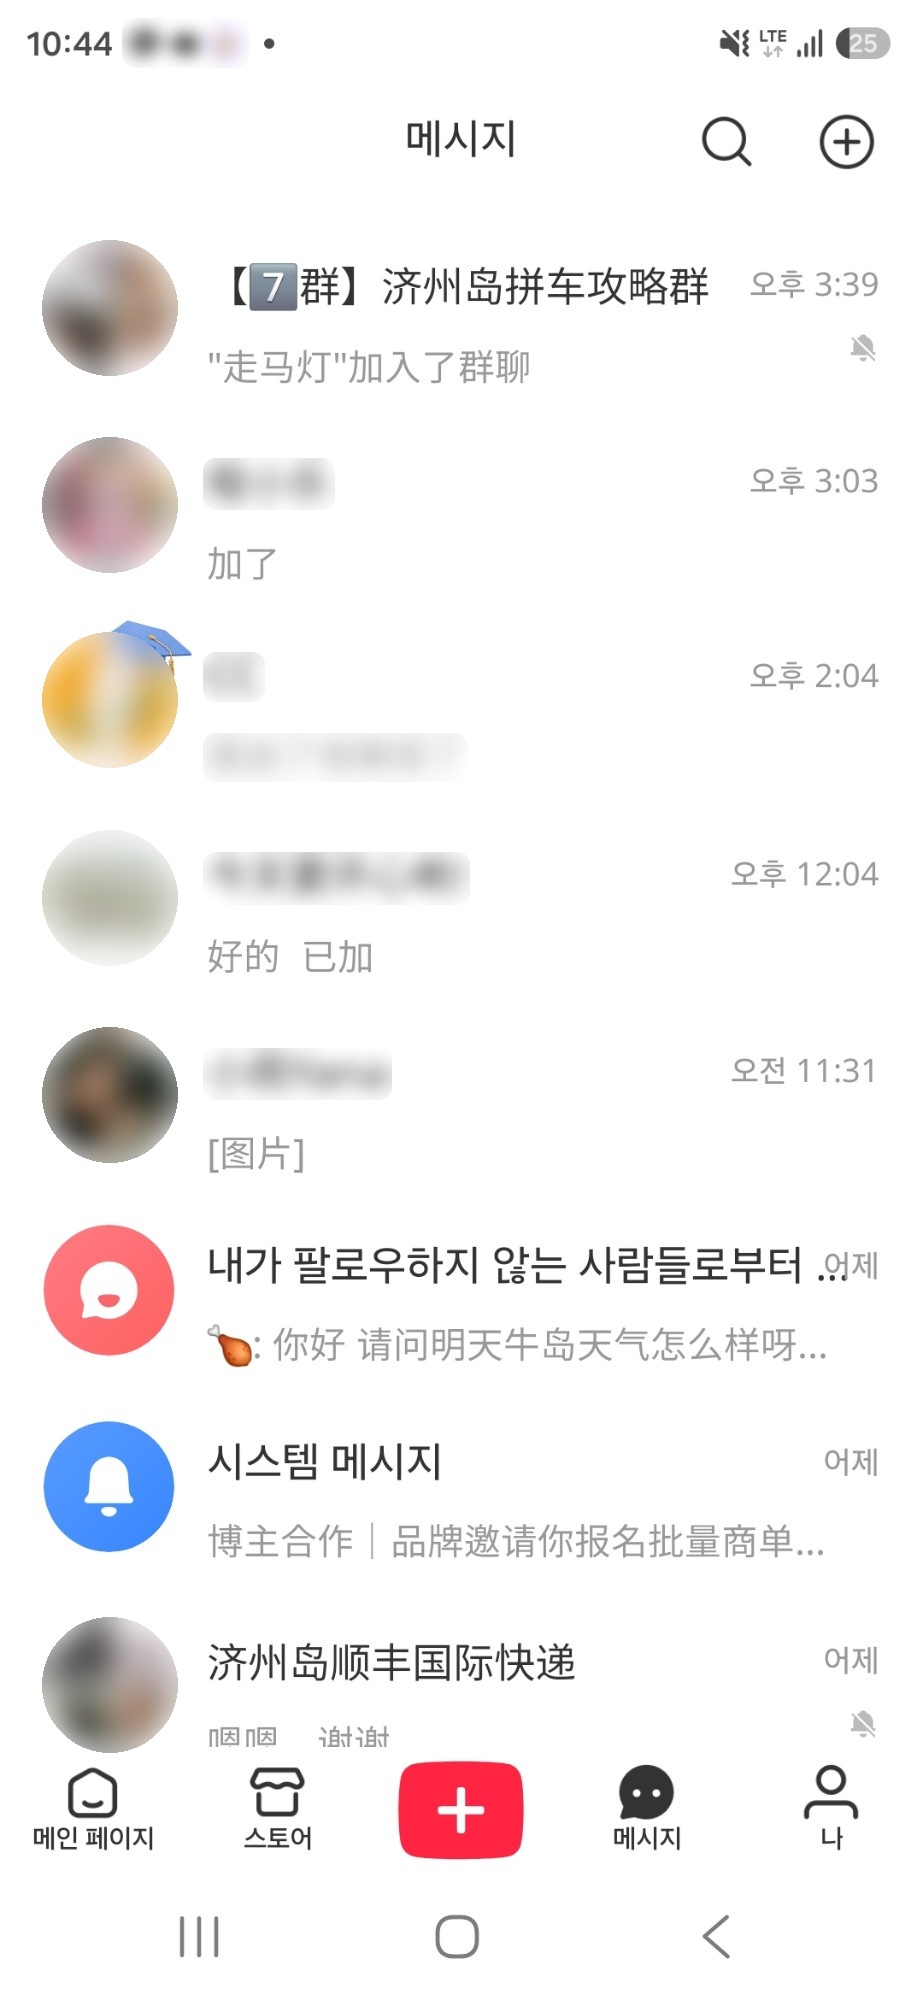 10:44
LTE
25
메시지
【7群】济州岛拼车攻略群
오후 3:39
"走马灯"加入了群聊
오후 3:03
加了
오후 2:04
오후 12:04
好的 已加
오전 11:31
[图片]
내가 팔로우하지 않는 사람들로부터 ...
어제
: 你好 请问明天牛岛天气怎么样呀...
시스템 메시지
어제
博主合作｜品牌邀请你报名批量商单...
济州岛顺丰国际快递
어제
嗯嗯 谢谢
메인 페이지
스토어
메시지
나